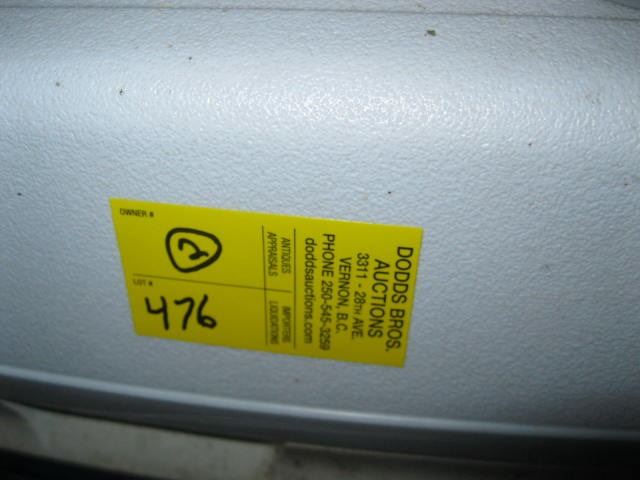 DODDS BROS.
AUCTIONS
3311 - 28TH AVE.
VERNON, B.C.
PHONE 250-545-3259
doddsauctions.com
ANTIQUES IMPORTERS
APPRAISALS LIQUIDATIONS
OWNER #
2
LOT #
476